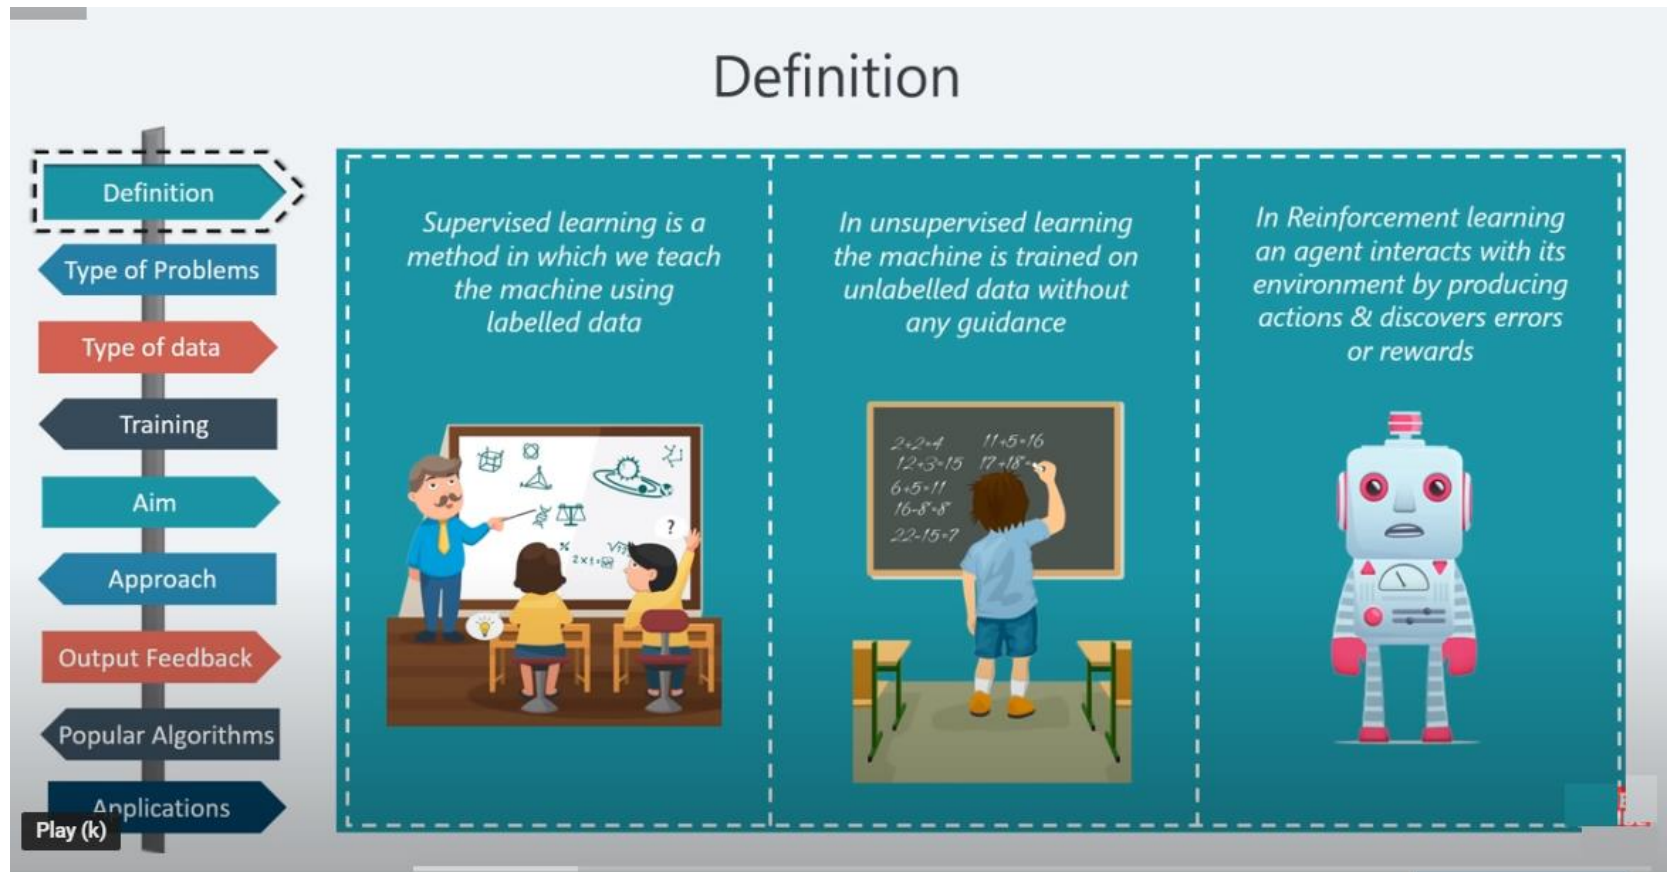 Definition
Definition
Type of Problems
Type of data
Training
Aim
Approach
Output Feedback
Popular Algorithms
Applications
Play (k)
Supervised learning is a
method in which we teach
the machine using
labelled data
In unsupervised learning
the machine is trained on
unlabelled data without
any guidance
In Reinforcement learning
an agent interacts with its
environment by producing
actions & discovers errors
or rewards
?
2+2=4 11+5=16
12+3=15 17+18=
6+5=11
16-8=8
22-15=7